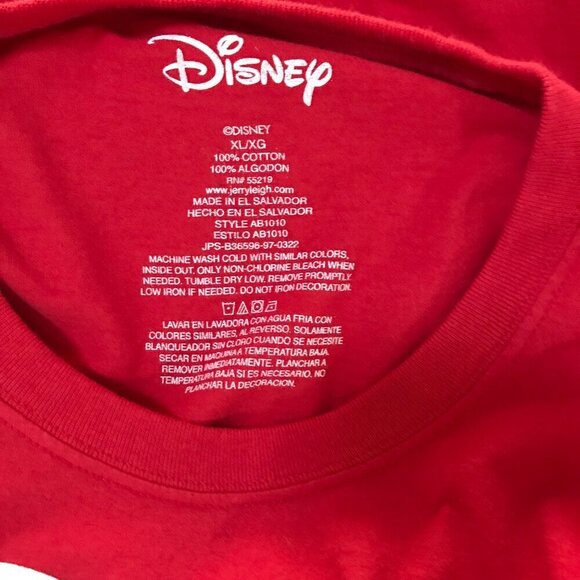 Disney
©DISNEY
XL/XG
100% COTTON
100% ALGODON
RN# 55219
www.jerryleigh.com
MADE IN EL SALVADOR
HECHO EN EL SALVADOR
STYLE AB1010
ESTILO AB1010
JPS-B36596-97-0322
MACHINE WASH COLD WITH SIMILAR COLORS,
INSIDE OUT. ONLY NON-CHLORINE BLEACH WHEN
NEEDED. TUMBLE DRY LOW. REMOVE PROMPTLY.
LOW IRON IF NEEDED. DO NOT IRON DECORATION.
LAVAR EN LAVADORA CON AGUA FRIA CON
COLORES SIMILARES, AL REVERSO. SOLAMENTE
BLANQUEADOR SIN CLORO CUANDO SE NECESITE
SECAR EN MAQUINA A TEMPERATURA BAJA.
REMOVER INMEDIATAMENTE. PLANCHAR A
TEMPERATURA BAJA SI ES NECESARIO. NO
PLANCHAR LA DECORACION.